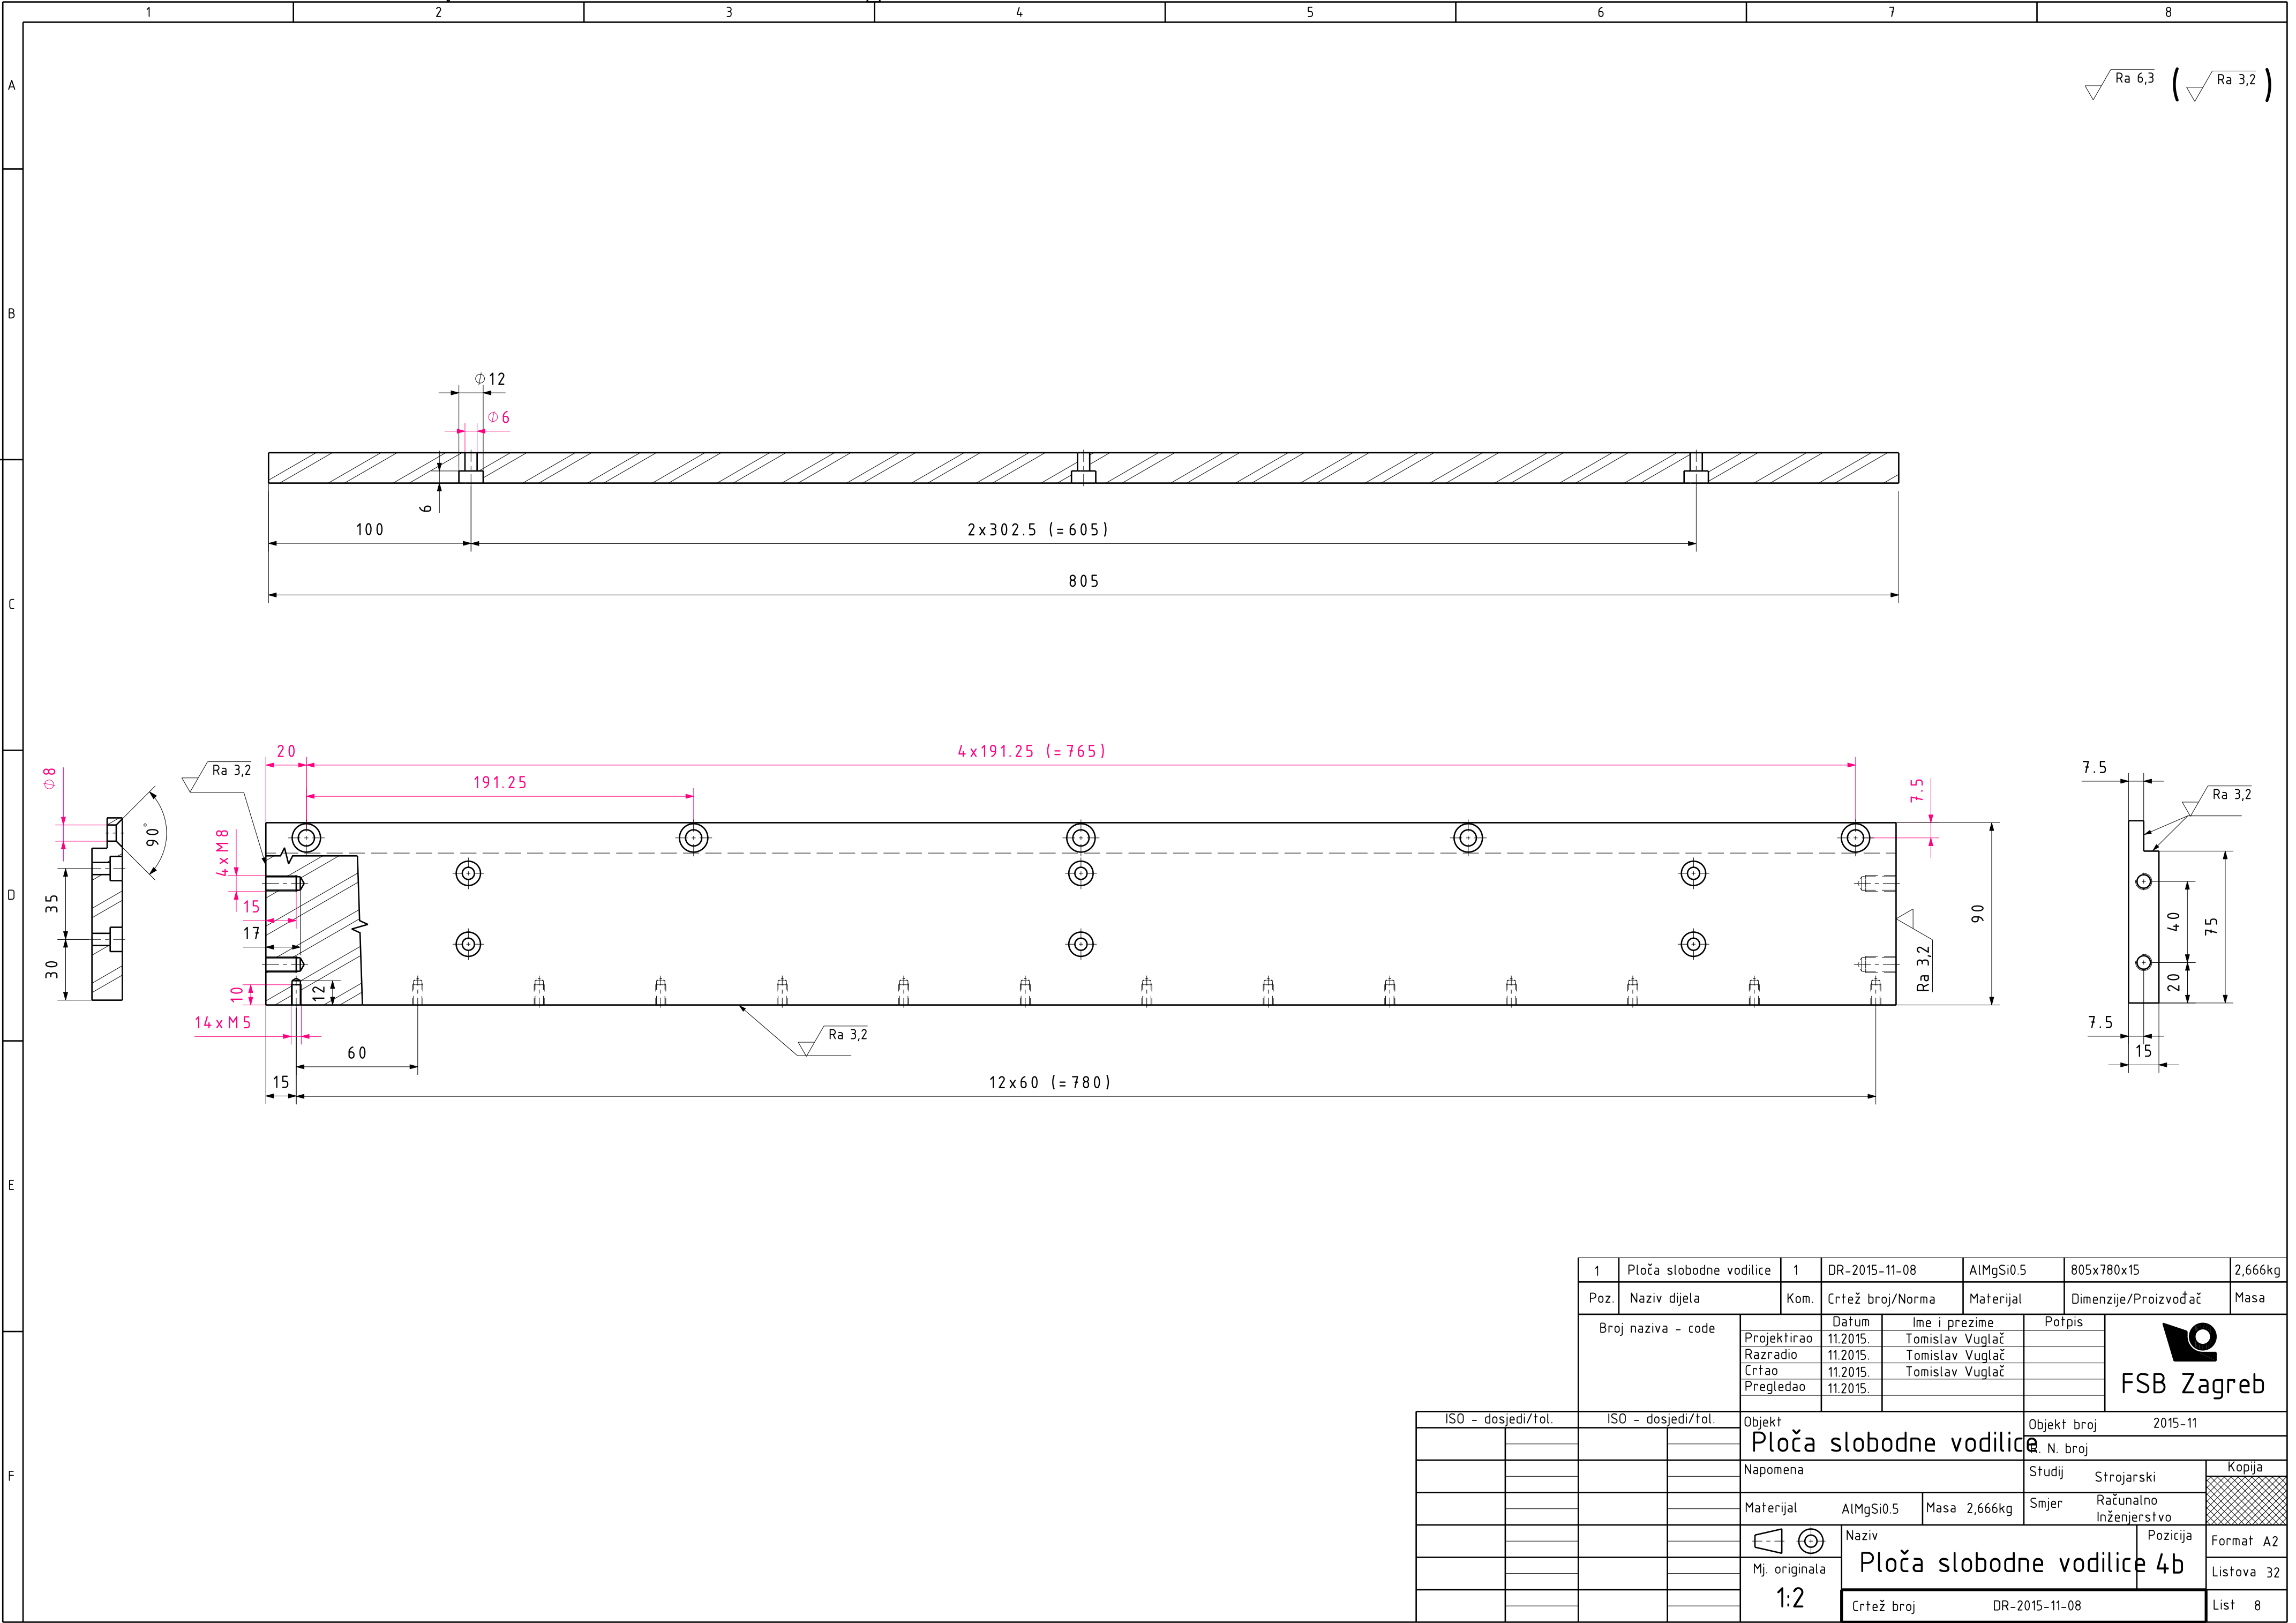 1 2 3 4 5 6 7 8
A
B
C
D
E
F
Ra 6,3 ( Ra 3,2 )
∅12
∅6
6
100
2x302.5 (=605)
805
∅8
90°
35
30
Ra 3,2
20
4x191.25 (=765)
191.25
7.5
4xM8
15
17
10
12
14xM5
60
15
12x60 (=780)
Ra 3,2
Ra 3,2
90
7.5
Ra 3,2
40
75
20
7.5
15
1 Ploča slobodne vodilice 1 DR-2015-11-08 AlMgSi0.5 805x780x15 2,666kg
Poz. Naziv dijela Kom. Crtež broj/Norma Materijal Dimenzije/Proizvođač Masa
Broj naziva - code
Datum Ime i prezime Potpis
Projektirao 11.2015. Tomislav Vuglač
Razradio 11.2015. Tomislav Vuglač
Crtao 11.2015. Tomislav Vuglač
Pregledao 11.2015.
FSB Zagreb
ISO - dosjedi/tol. ISO - dosjedi/tol.
Objekt
Ploča slobodne vodilice
Objekt broj 2015-11
R. N. broj
Napomena
Studij Strojarski
Kopija
Materijal AlMgSi0.5 Masa 2,666kg
Smjer Računalno
Inženjerstvo
Naziv
Ploča slobodne vodilice
Pozicija
4b
Format A2
Mj. originala
1:2
Listova 32
Crtež broj DR-2015-11-08
List 8